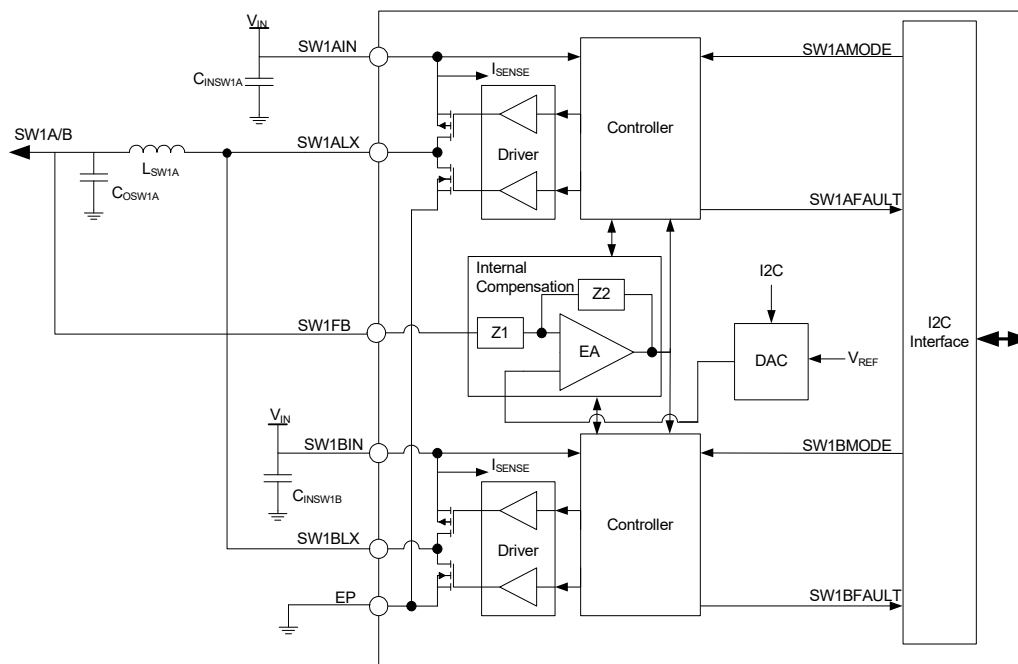 VIN
SW1AIN
SW1AMODE
ISENSE
CINSW1A
Controller
SW1A/B
SW1ALX
Driver
LSW1A
COSW1A
SW1AFAULT
Internal
Compensation
Z2
I2C
SW1FB
Z1
EA
DAC
VREF
I2C
Interface
VIN
SW1BIN
SW1BMODE
ISENSE
CINSW1B
Controller
SW1BLX
Driver
EP
SW1BFAULT